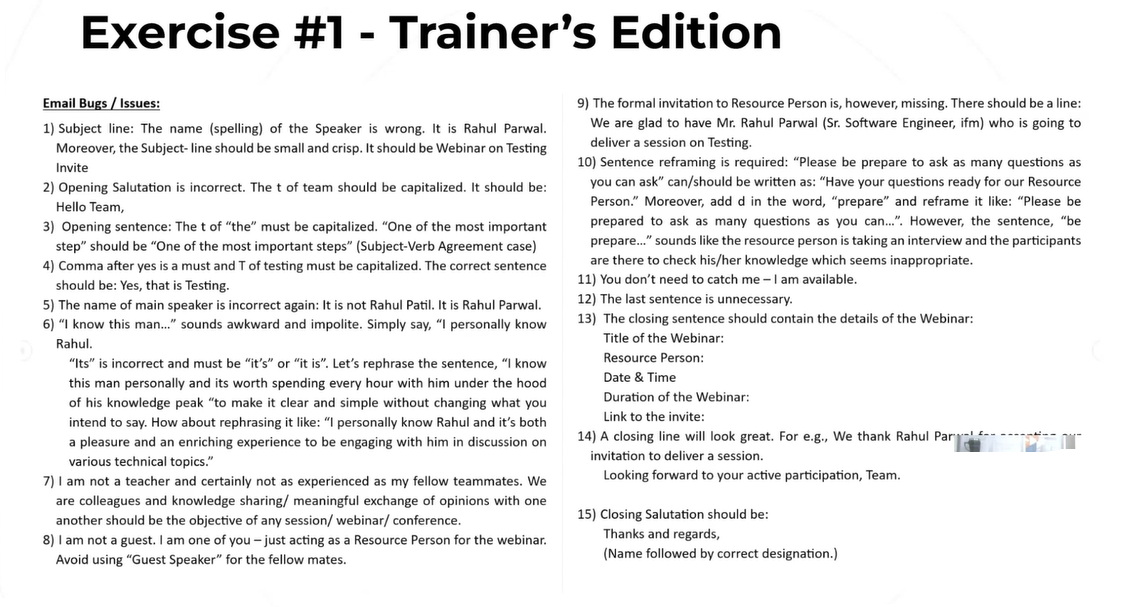 Exercise #1 - Trainer's Edition
Email Bugs / Issues:
1) Subject line: The name (spelling) of the Speaker is wrong. It is Rahul Parwal.
Moreover, the Subject- line should be small and crisp. It should be Webinar on Testing
Invite
2) Opening Salutation is incorrect. The t of team should be capitalized. It should be:
Hello Team,
3) Opening sentence: The t of "the" must be capitalized. "One of the most important
step" should be "One of the most important steps" (Subject-Verb Agreement case)
4) Comma after yes is a must and T of testing must be capitalized. The correct sentence
should be: Yes, that is Testing.
5) The name of main speaker is incorrect again: It is not Rahul Patil. It is Rahul Parwal.
6) "I know this man..." sounds awkward and impolite. Simply say, "I personally know
Rahul.
"Its" is incorrect and must be "it's" or "it is". Let's rephrase the sentence, "I know
this man personally and its worth spending every hour with him under the hood
of his knowledge peak "to make it clear and simple without changing what you
intend to say. How about rephrasing it like: "I personally know Rahul and it's both
a pleasure and an enriching experience to be engaging with him in discussion on
various technical topics."
7) I am not a teacher and certainly not as experienced as my fellow teammates. We
are colleagues and knowledge sharing/ meaningful exchange of opinions with one
another should be the objective of any session/ webinar/ conference.
8) I am not a guest. I am one of you – just acting as a Resource Person for the webinar.
Avoid using "Guest Speaker" for the fellow mates.
9) The formal invitation to Resource Person is, however, missing. There should be a line:
We are glad to have Mr. Rahul Parwal (Sr. Software Engineer, ifm) who is going to
deliver a session on Testing.
10) Sentence reframing is required: "Please be prepare to ask as many questions as
you can ask" can/should be written as: "Have your questions ready for our Resource
Person." Moreover, add d in the word, "prepare" and reframe it like: "Please be
prepared to ask as many questions as you can...". However, the sentence, "be
prepare..." sounds like the resource person is taking an interview and the participants
are there to check his/her knowledge which seems inappropriate.
11) You don't need to catch me – I am available.
12) The last sentence is unnecessary.
13) The closing sentence should contain the details of the Webinar:
Title of the Webinar:
Resource Person:
Date & Time
Duration of the Webinar:
Link to the invite:
14) A closing line will look great. For e.g., We thank Rahul Parwal for accepting our
invitation to deliver a session.
Looking forward to your active participation, Team.
15) Closing Salutation should be:
Thanks and regards,
(Name followed by correct designation.)